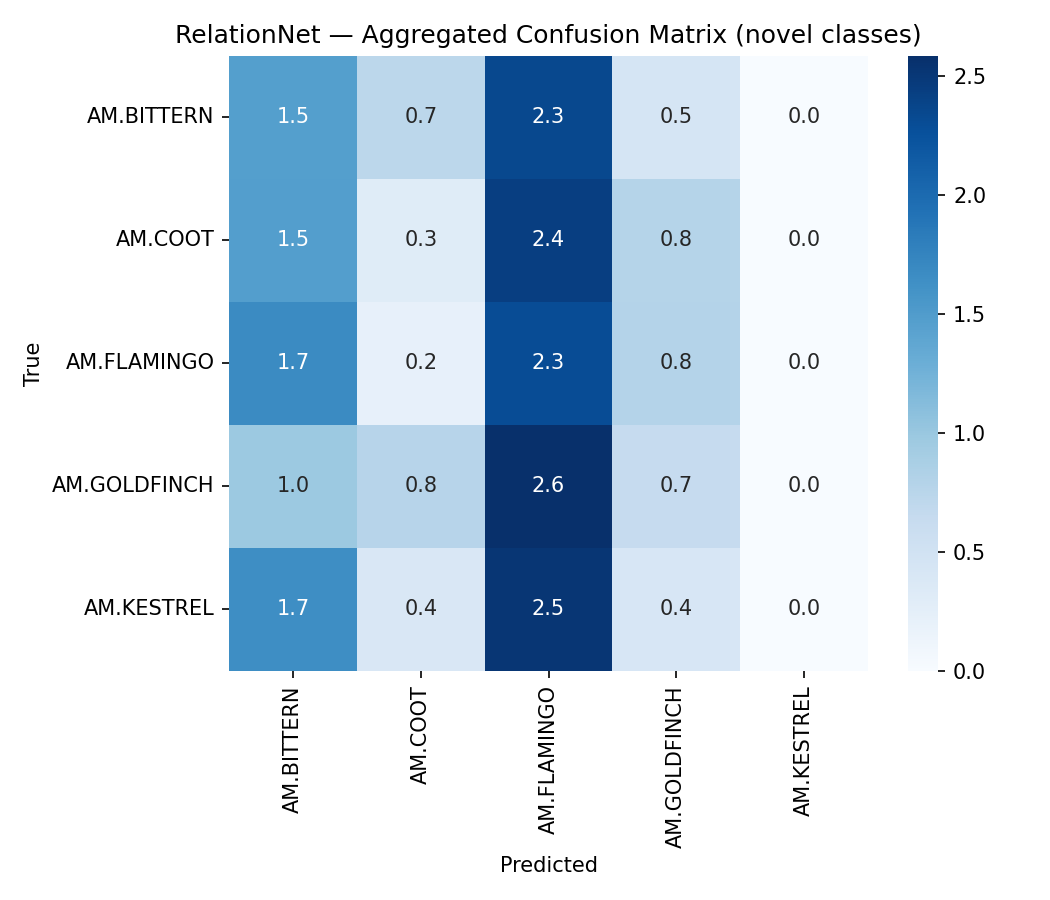 RelationNet — Aggregated Confusion Matrix (novel classes)
AM.BITTERN 1.5 0.7 2.3 0.5 0.0
AM.COOT 1.5 0.3 2.4 0.8 0.0
AM.FLAMINGO 1.7 0.2 2.3 0.8 0.0
AM.GOLDFINCH 1.0 0.8 2.6 0.7 0.0
AM.KESTREL 1.7 0.4 2.5 0.4 0.0
True
AM.BITTERN AM.COOT AM.FLAMINGO AM.GOLDFINCH AM.KESTREL
Predicted
2.5
2.0
1.5
1.0
0.5
0.0